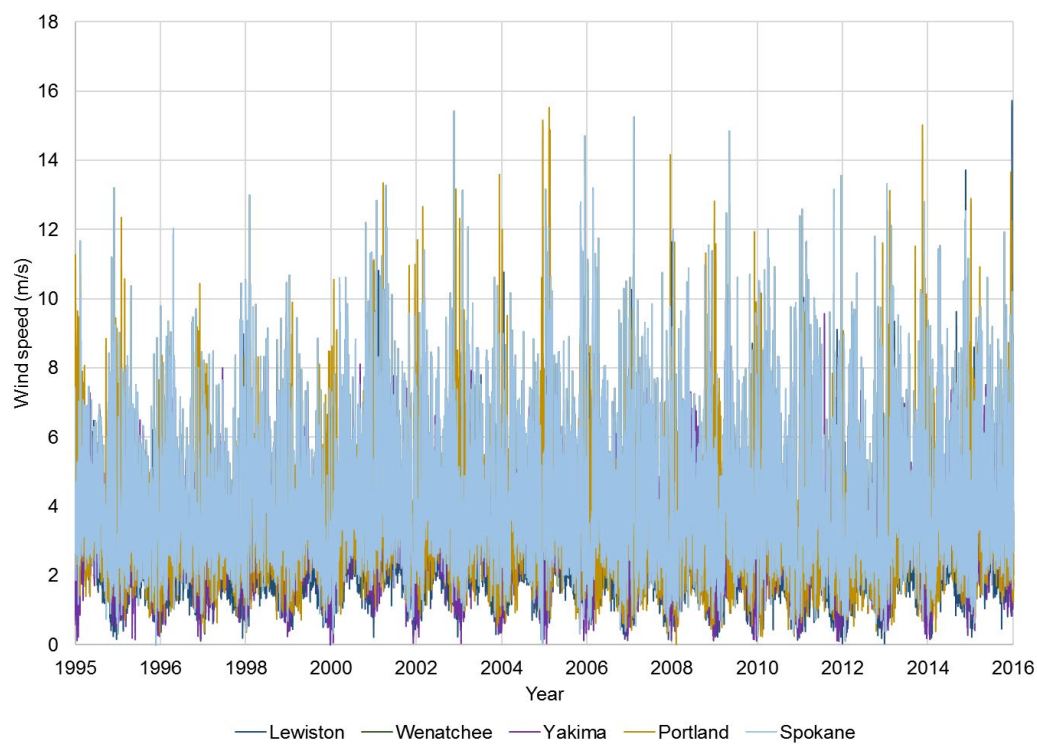 18
16
14
12
10
8
6
4
2
0
Wind speed (m/s)
1995 1996 1998 2000 2002 2004 2006 2008 2010 2012 2014 2016
Year
Lewiston Wenatchee Yakima Portland Spokane